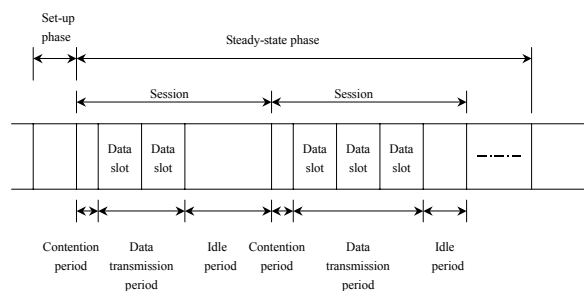 Set-up
phase
Steady-state phase
Session
Session
Data
slot
Data
slot
Data
slot
Data
slot
Data
slot
Contention
period
Data
transmission
period
Idle
period
Contention
period
Data
transmission
period
Idle
period